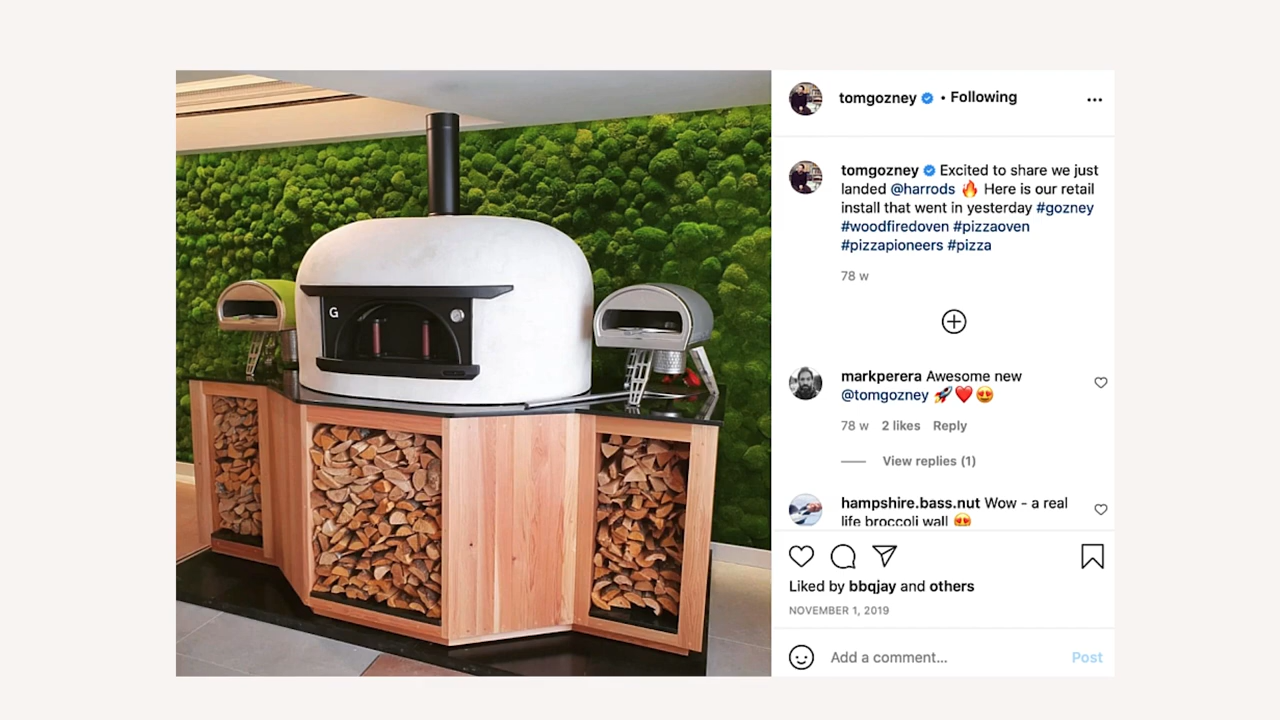 G
tomgozney • Following
tomgozney Excited to share we just
landed @harrods 🔥 Here is our retail
install that went in yesterday #gozney
#woodfiredoven #pizzaoven
#pizzapioneers #pizza
78 w
markperera Awesome new
@tomgozney 🚀❤️😍
78 w 2 likes Reply
View replies (1)
hampshire.bass.nut Wow - a real
life broccoli wall 😍
Liked by bbqjay and others
NOVEMBER 1, 2019
Add a comment... Post